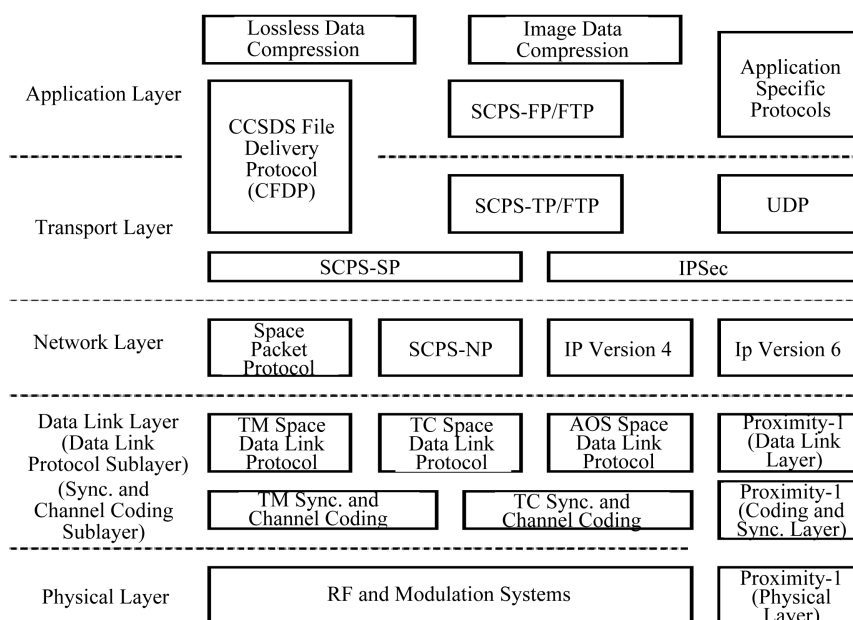 Lossless Data
Compression
Image Data
Compression
Application Layer
CCSDS File
Delivery
Protocol
(CFDP)
SCPS-FP/FTP
Application
Specific
Protocols
Transport Layer
SCPS-TP/FTP
UDP
SCPS-SP
IPSec
Network Layer
Space
Packet
Protocol
SCPS-NP
IP Version 4
Ip Version 6
Data Link Layer
(Data Link
Protocol Sublayer)
TM Space
Data Link
Protocol
TC Space
Data Link
Protocol
AOS Space
Data Link
Protocol
Proximity-1
(Data Link
Layer)
(Sync. and
Channel Coding
Sublayer)
TM Sync. and
Channel Coding
TC Sync. and
Channel Coding
Proximity-1
(Coding and
Sync. Layer)
Physical Layer
RF and Modulation Systems
Proximity-1
(Physical
Layer)